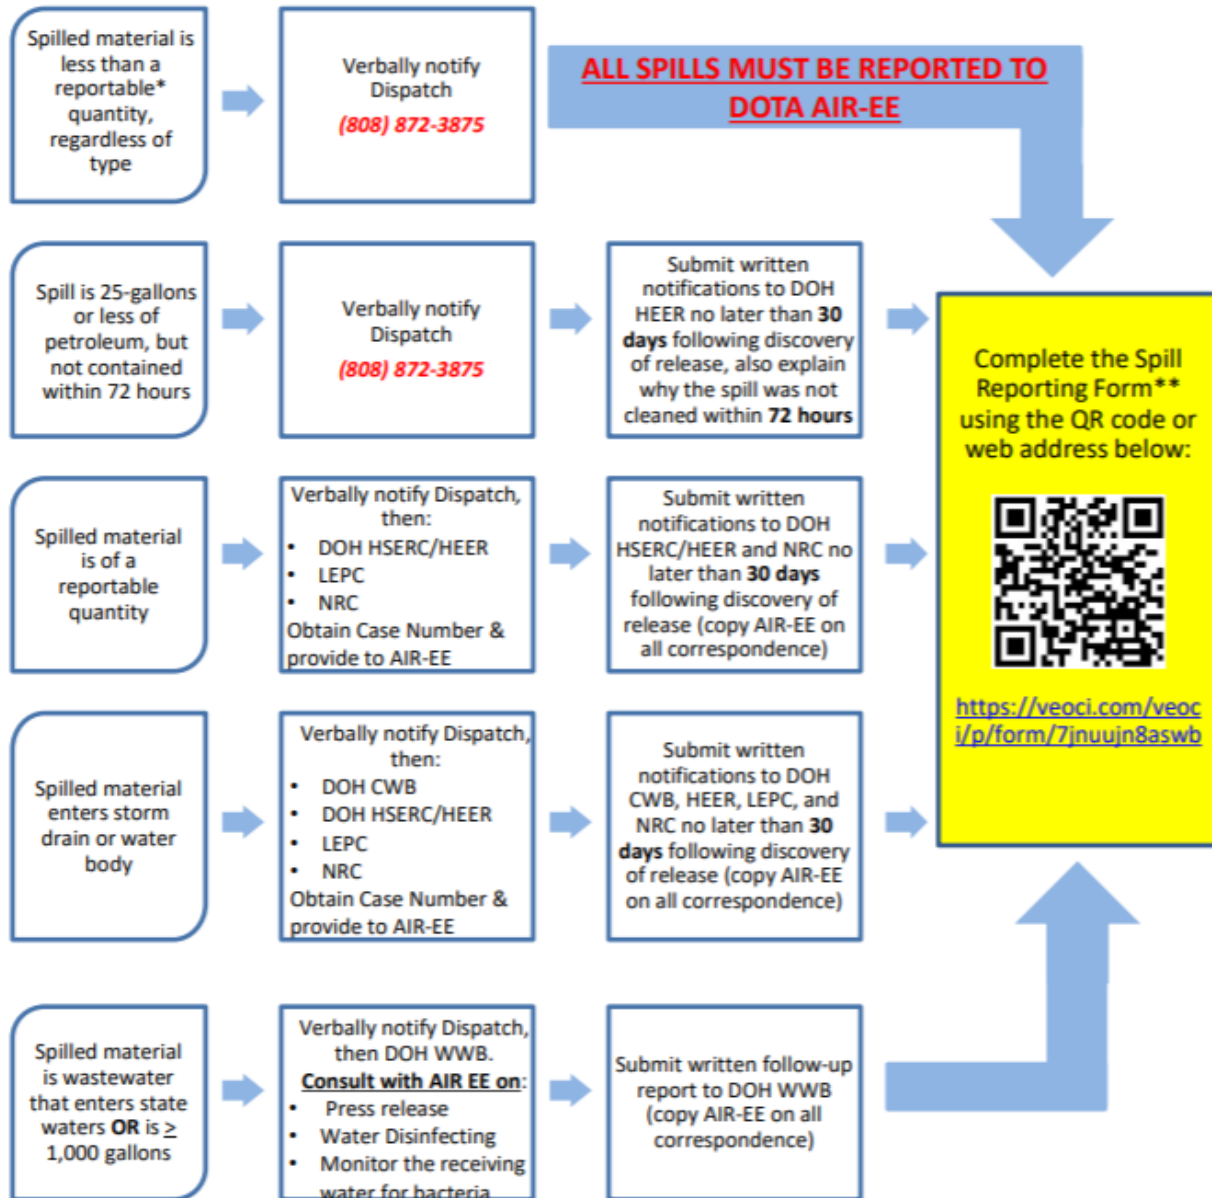 Spilled material is
less than a
reportable*
quantity,
regardless of
type
Verbally notify
Dispatch
(808) 872-3875
ALL SPILLS MUST BE REPORTED TO
DOTA AIR-EE
Spill is 25-gallons
or less of
petroleum, but
not contained
within 72 hours
Verbally notify
Dispatch
(808) 872-3875
Submit written
notifications to DOH
HEER no later than 30
days following discovery
of release, also explain
why the spill was not
cleaned within 72 hours
Complete the Spill
Reporting Form**
using the QR code or
web address below:
https://veoci.com/veoc
i/p/form/7jnuujn8aswb
Spilled material
is of a
reportable
quantity
Verbally notify Dispatch,
then:
• DOH HSERC/HEER
• LEPC
• NRC
Obtain Case Number &
provide to AIR-EE
Submit written
notifications to DOH
HSERC/HEER and NRC no
later than 30 days
following discovery of
release (copy AIR-EE on
all correspondence)
Spilled material
enters storm
drain or water
body
Verbally notify Dispatch,
then:
• DOH CWB
• DOH HSERC/HEER
• LEPC
• NRC
Obtain Case Number &
provide to AIR-EE
Submit written
notifications to DOH
CWB, HEER, LEPC, and
NRC no later than 30
days following discovery
of release (copy AIR-EE
on all correspondence)
Spilled material
is wastewater
that enters state
waters OR is ≥
1,000 gallons
Verbally notify Dispatch,
then DOH WWB.
Consult with AIR EE on:
• Press release
• Water Disinfecting
• Monitor the receiving
water for bacteria
Submit written follow-up
report to DOH WWB
(copy AIR-EE on all
correspondence)